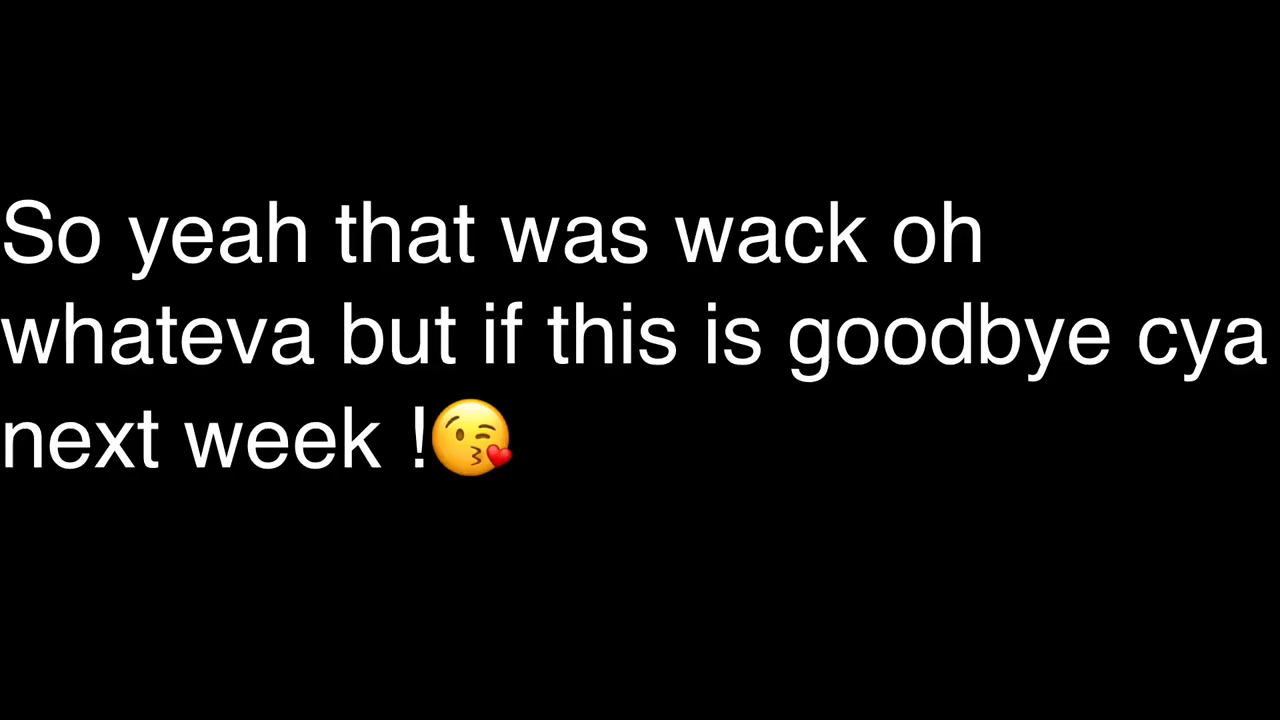 So yeah that was wack oh
whateva but if this is goodbye cya
next week !😘